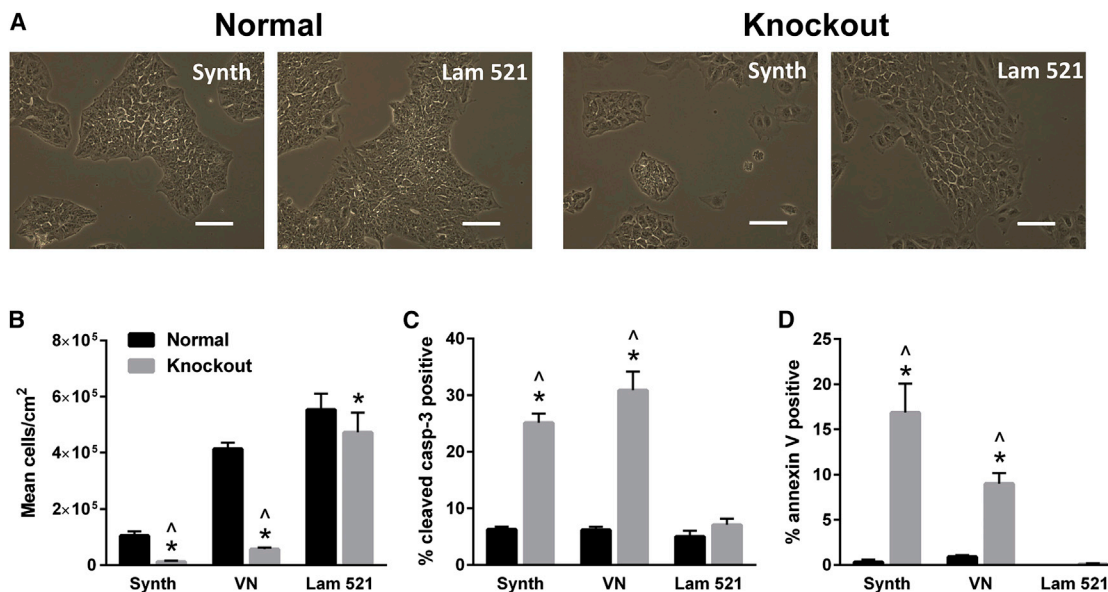 A
Normal
Knockout
Synth
Lam 521
Synth
Lam 521
B
Mean cells/cm²
8×10⁵
6×10⁵
4×10⁵
2×10⁵
0
Normal
Knockout
^
*
^
*
*
Synth
VN
Lam 521
C
% cleaved casp-3 positive
40
30
20
10
0
^
*
^
*
Synth
VN
Lam 521
D
% annexin V positive
25
20
15
10
5
0
^
*
^
*
Synth
VN
Lam 521